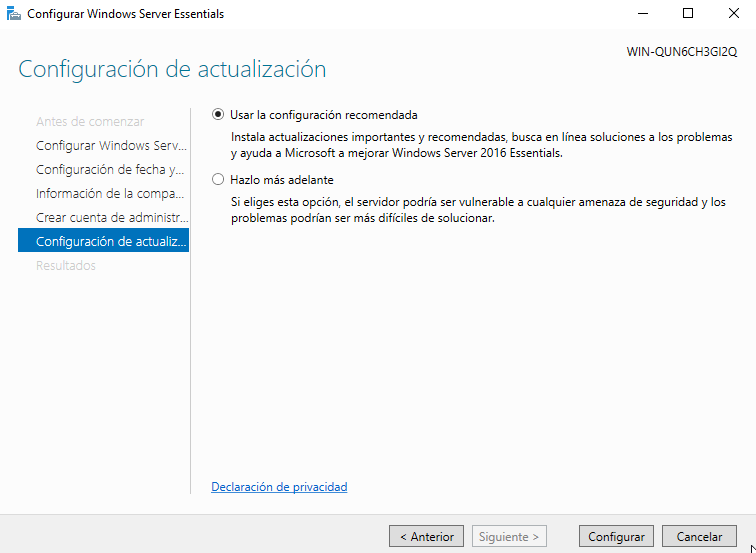 Configurar Windows Server Essentials
WIN-QUN6CH3GI2Q
Configuración de actualización
Antes de comenzar
Configurar Windows Serv...
Configuración de fecha y...
Información de la compa...
Crear cuenta de administr...
Configuración de actualiz...
Resultados
Usar la configuración recomendada
Instala actualizaciones importantes y recomendadas, busca en línea soluciones a los problemas
y ayuda a Microsoft a mejorar Windows Server 2016 Essentials.
Hazlo más adelante
Si eliges esta opción, el servidor podría ser vulnerable a cualquier amenaza de seguridad y los
problemas podrían ser más difíciles de solucionar.
Declaración de privacidad
< Anterior
Siguiente >
Configurar
Cancelar